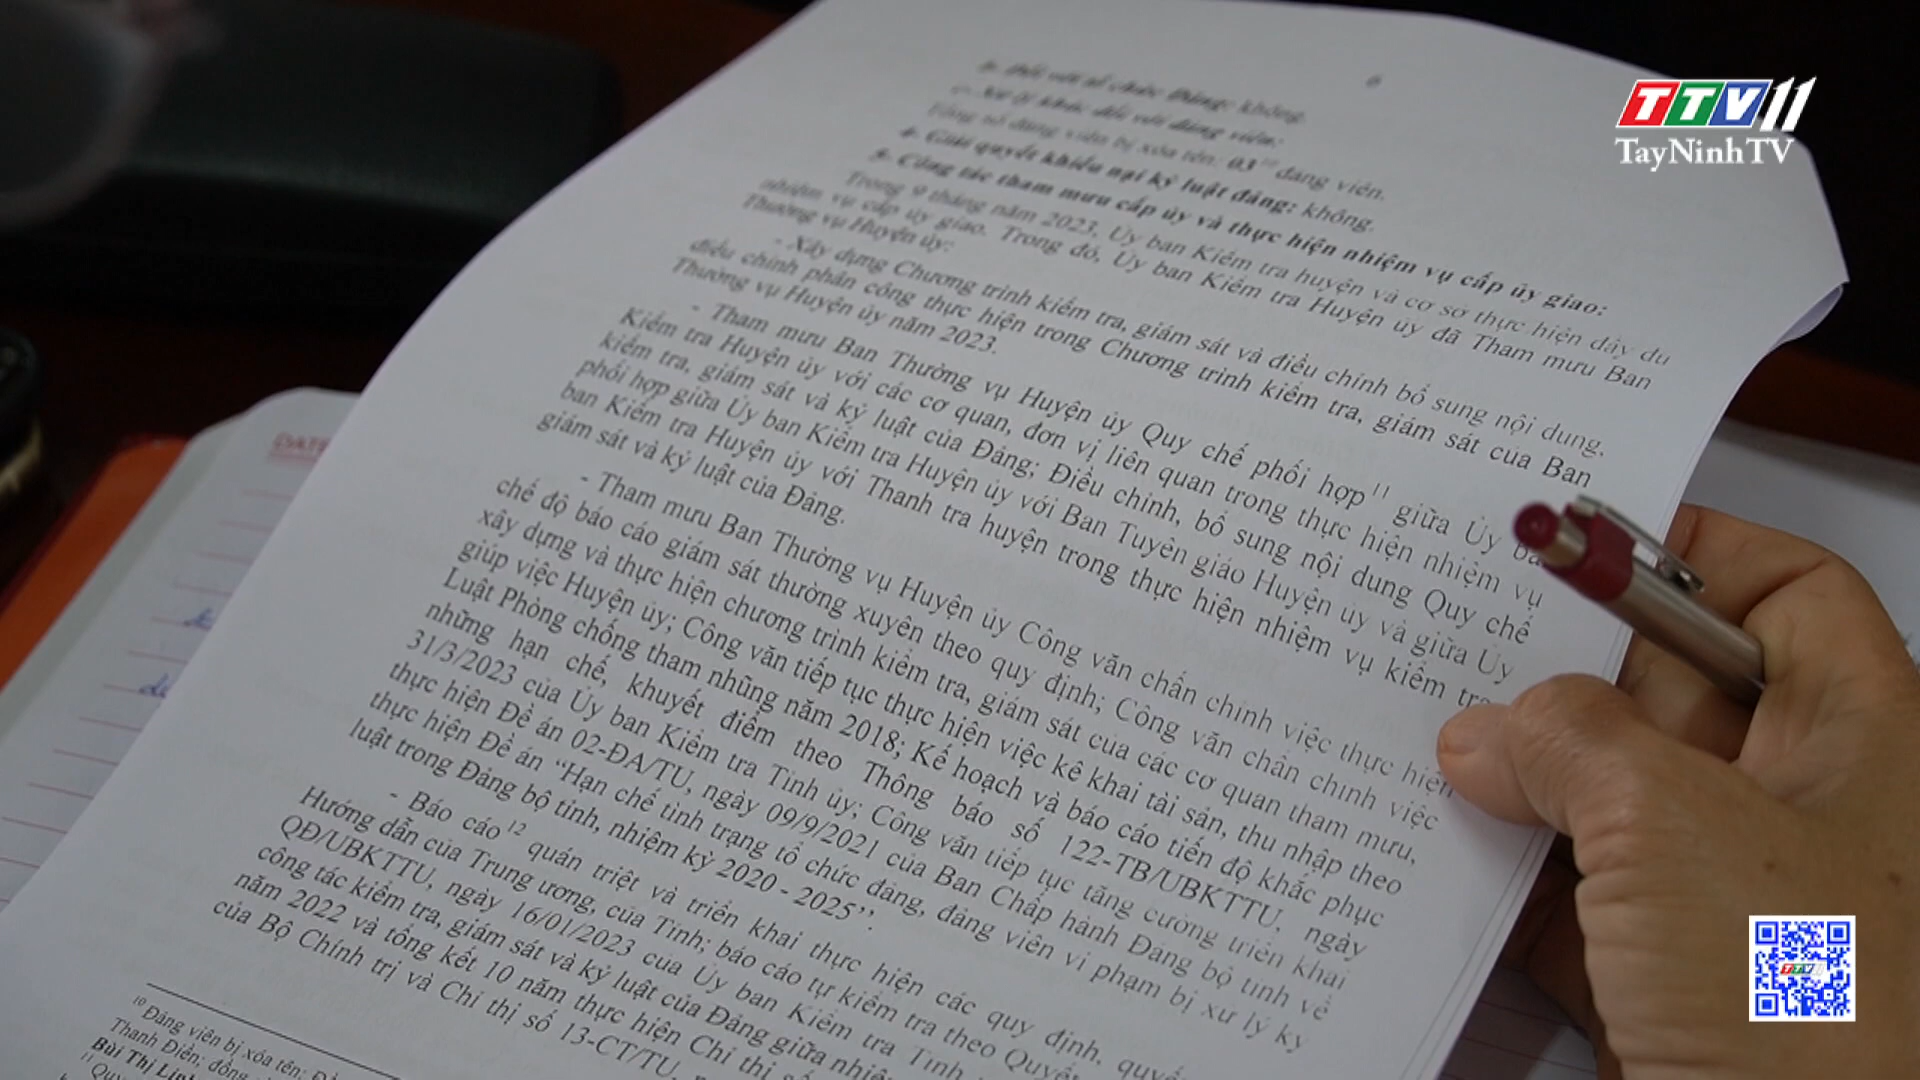 6
b. Đối với tổ chức Đảng: không.
c. Xử lý khác đối với đảng viên:
Tổng số đảng viên bị xóa tên: 03¹⁰ đảng viên.
4. Giải quyết khiếu nại kỷ luật đảng: không.
5. Công tác tham mưu cấp ủy và thực hiện nhiệm vụ cấp ủy giao:
Trong 9 tháng năm 2023, Ủy ban Kiểm tra huyện và cơ sở thực hiện đầy đủ
nhiệm vụ cấp ủy giao. Trong đó, Ủy ban Kiểm tra Huyện ủy đã Tham mưu Ban
Thường vụ Huyện ủy:
- Xây dựng Chương trình kiểm tra, giám sát và điều chỉnh bổ sung nội dung,
điều chỉnh phân công thực hiện trong Chương trình kiểm tra, giám sát của Ban
Thường vụ Huyện ủy năm 2023.
- Tham mưu Ban Thường vụ Huyện ủy Quy chế phối hợp¹¹ giữa Ủy ban
Kiểm tra Huyện ủy với các cơ quan, đơn vị liên quan trong thực hiện nhiệm vụ
kiểm tra, giám sát và kỷ luật của Đảng; Điều chỉnh, bổ sung nội dung Quy chế
phối hợp giữa Ủy ban Kiểm tra Huyện ủy với Ban Tuyên giáo Huyện ủy và giữa Ủy
ban Kiểm tra Huyện ủy với Thanh tra huyện trong thực hiện nhiệm vụ kiểm tra
giám sát và kỷ luật của Đảng.
- Tham mưu Ban Thường vụ Huyện ủy Công văn chấn chỉnh việc thực hiện
chế độ báo cáo giám sát thường xuyên theo quy định; Công văn chấn chỉnh việc
xây dựng và thực hiện chương trình kiểm tra, giám sát của các cơ quan tham mưu,
giúp việc Huyện ủy; Công văn tiếp tục thực hiện việc kê khai tài sản, thu nhập theo
Luật Phòng chống tham nhũng năm 2018; Kế hoạch và báo cáo tiến độ khắc phục
những hạn chế, khuyết điểm theo Thông báo số 122-TB/UBKTTU, ngày
31/3/2023 của Ủy ban Kiểm tra Tỉnh ủy; Công văn tiếp tục tăng cường triển khai
thực hiện Đề án 02-ĐA/TU, ngày 09/9/2021 của Ban Chấp hành Đảng bộ tỉnh về
thực hiện Đề án “Hạn chế tình trạng tổ chức đảng, đảng viên vi phạm bị xử lý kỷ
luật trong Đảng bộ tỉnh, nhiệm kỳ 2020 - 2025”.
- Báo cáo¹² quán triệt và triển khai thực hiện các quy định, quyết
Hướng dẫn của Trung ương, của Tỉnh; báo cáo tự kiểm tra theo Quyết
QĐ/UBKTTU, ngày 16/01/2023 của Ủy ban Kiểm tra Tỉnh
công tác kiểm tra, giám sát và kỷ luật của Đảng giữa nhiệ
năm 2022 và tổng kết 10 năm thực hiện Chỉ thị số
của Bộ Chính trị và Chỉ thị số 13-CT/TU,
¹⁰ Đảng viên bị xóa tên:
Thanh Điền; đồng
Bùi Thị Linh
¹¹ Quy
DATE
TTV11
TayNinhTV
TTV11